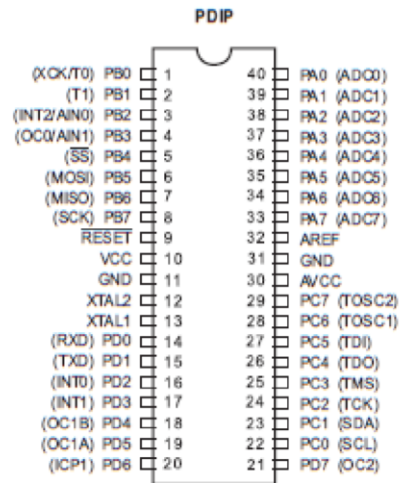 PDIP
(XCK/T0) PB0 1 40 PA0 (ADC0)
(T1) PB1 2 39 PA1 (ADC1)
(INT2/AIN0) PB2 3 38 PA2 (ADC2)
(OC0/AIN1) PB3 4 37 PA3 (ADC3)
(SS) PB4 5 36 PA4 (ADC4)
(MOSI) PB5 6 35 PA5 (ADC5)
(MISO) PB6 7 34 PA6 (ADC6)
(SCK) PB7 8 33 PA7 (ADC7)
RESET 9 32 AREF
VCC 10 31 GND
GND 11 30 AVCC
XTAL2 12 29 PC7 (TOSC2)
XTAL1 13 28 PC6 (TOSC1)
(RXD) PD0 14 27 PC5 (TDI)
(TXD) PD1 15 26 PC4 (TDO)
(INT0) PD2 16 25 PC3 (TMS)
(INT1) PD3 17 24 PC2 (TCK)
(OC1B) PD4 18 23 PC1 (SDA)
(OC1A) PD5 19 22 PC0 (SCL)
(ICP1) PD6 20 21 PD7 (OC2)